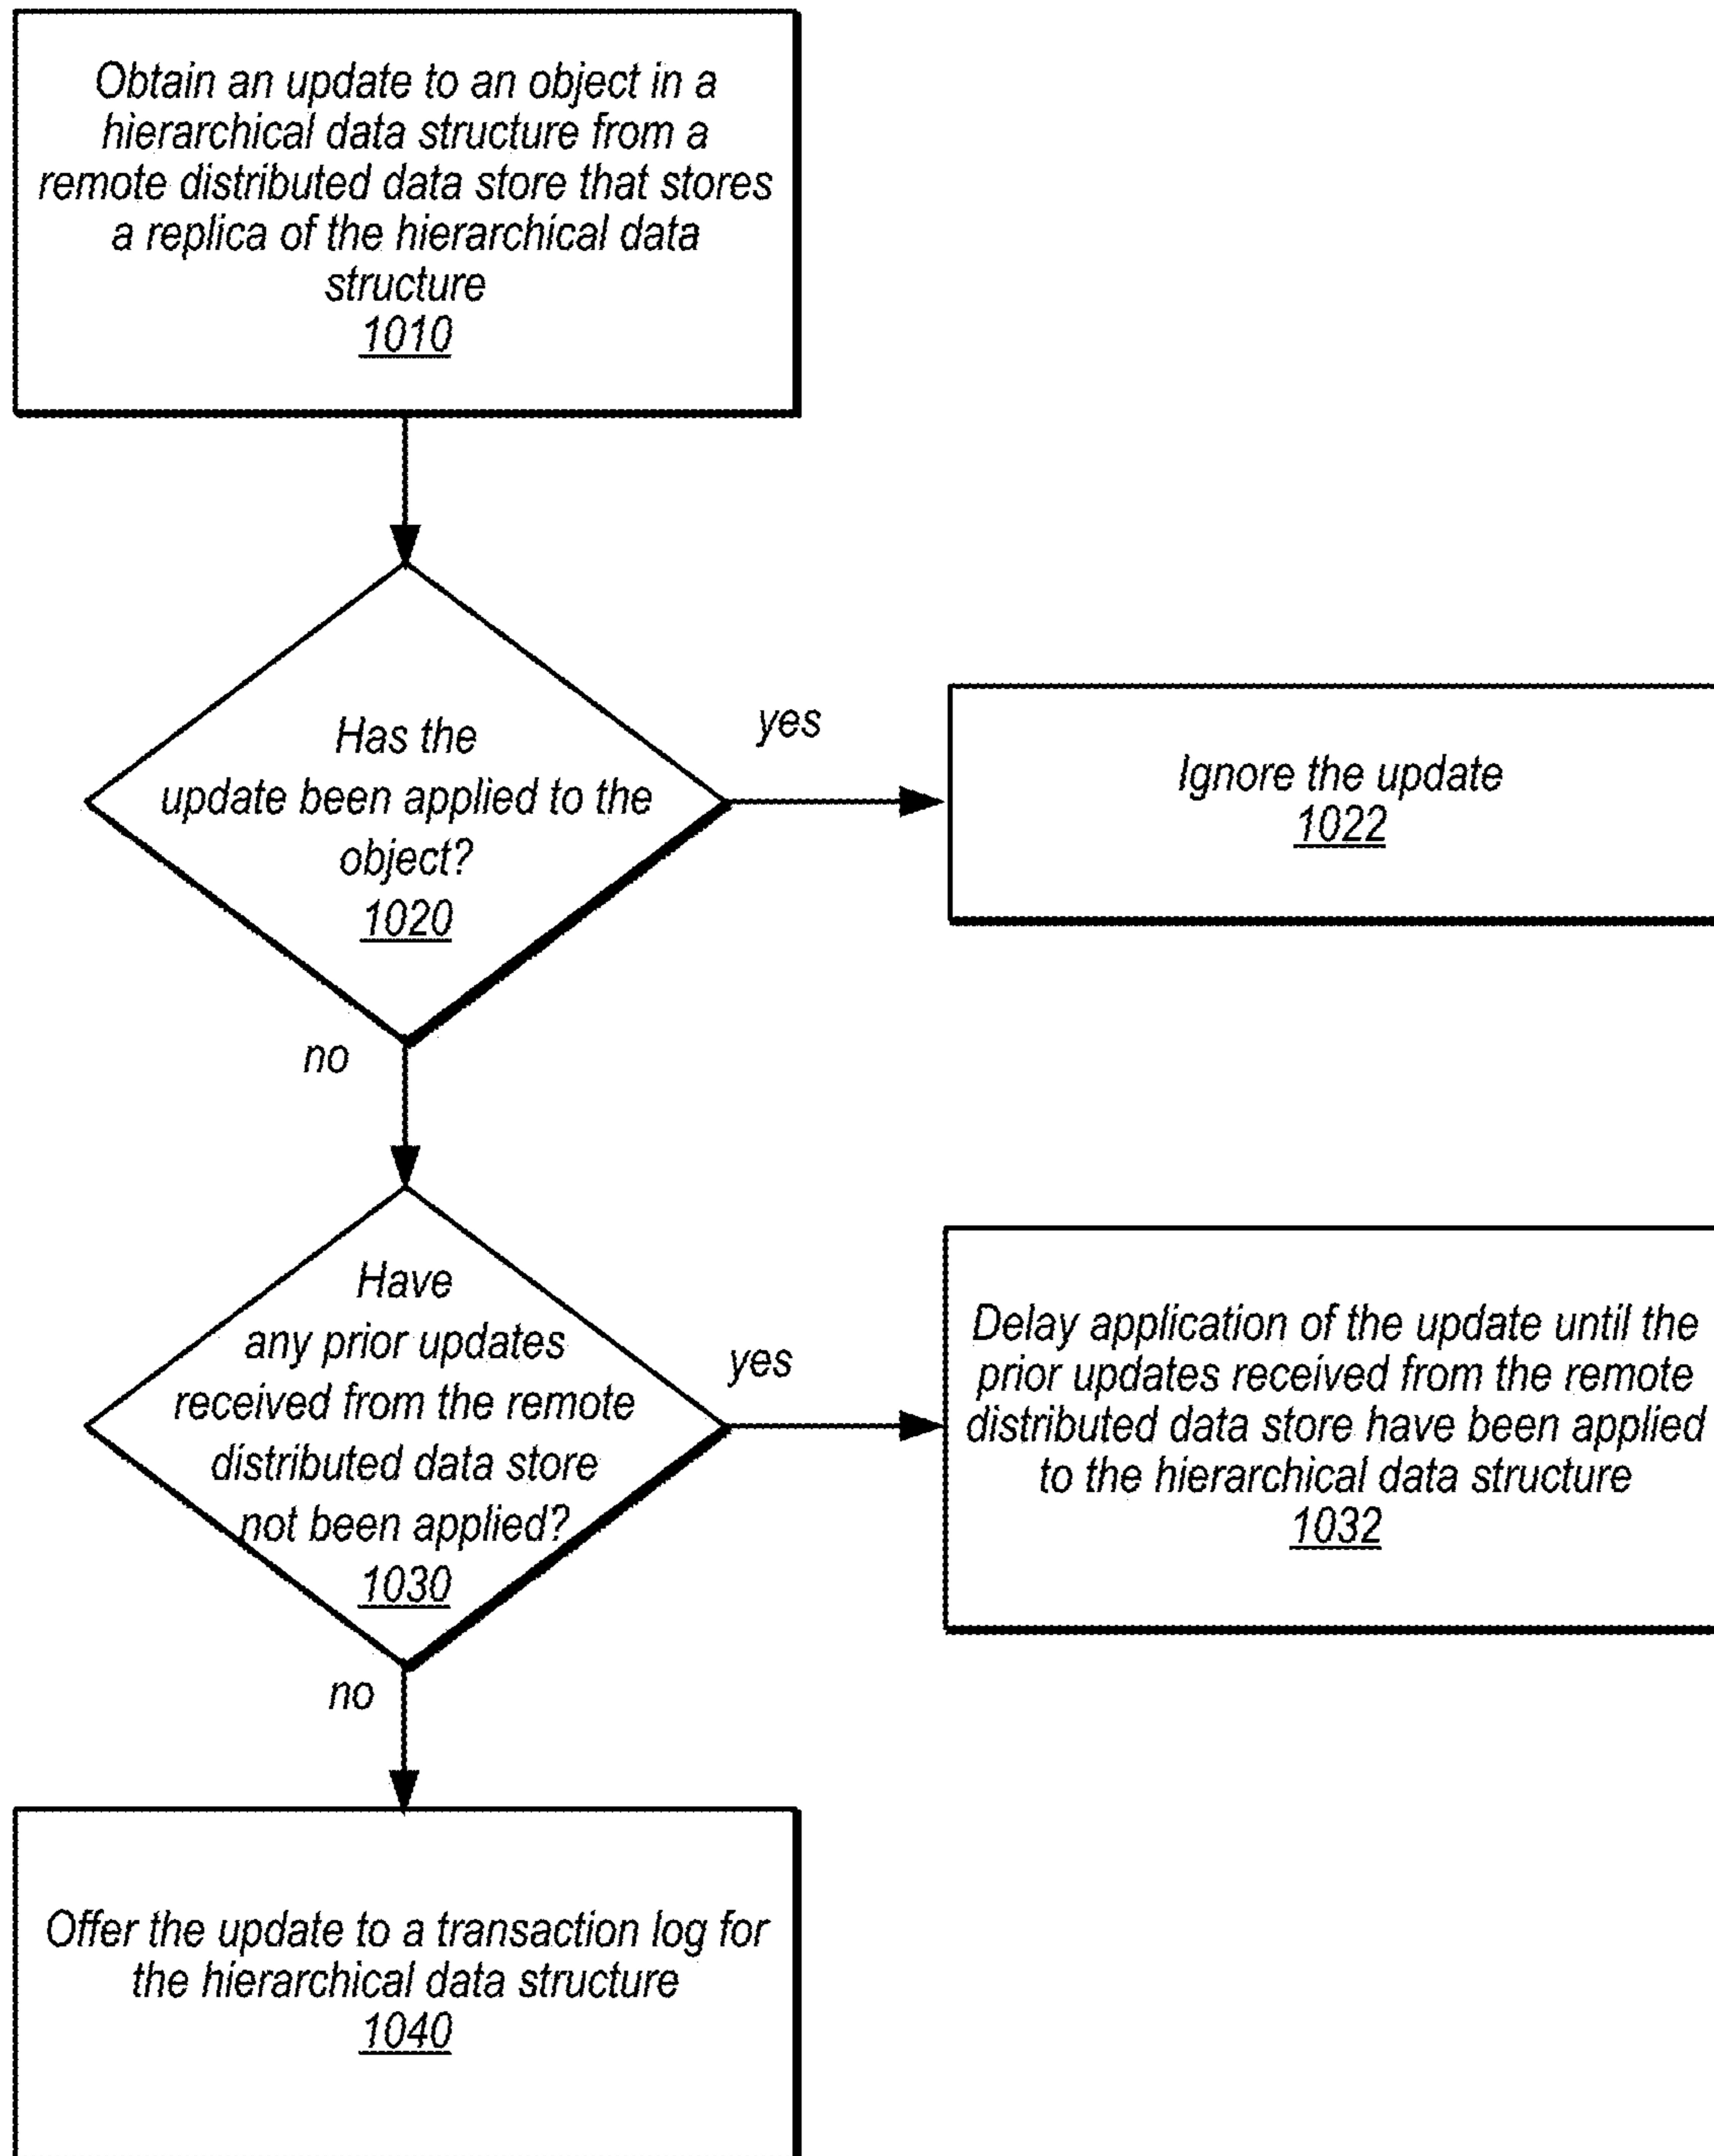 Obtain an update to an object in a
hierarchical data structure from a
remote distributed data store that stores
a replica of the hierarchical data
structure
1010
Has the
update been applied to the
object?
1020
yes
Ignore the update
1022
no
Have
any prior updates
received from the remote
distributed data store
not been applied?
1030
yes
Delay application of the update until the
prior updates received from the remote
distributed data store have been applied
to the hierarchical data structure
1032
no
Offer the update to a transaction log for
the hierarchical data structure
1040